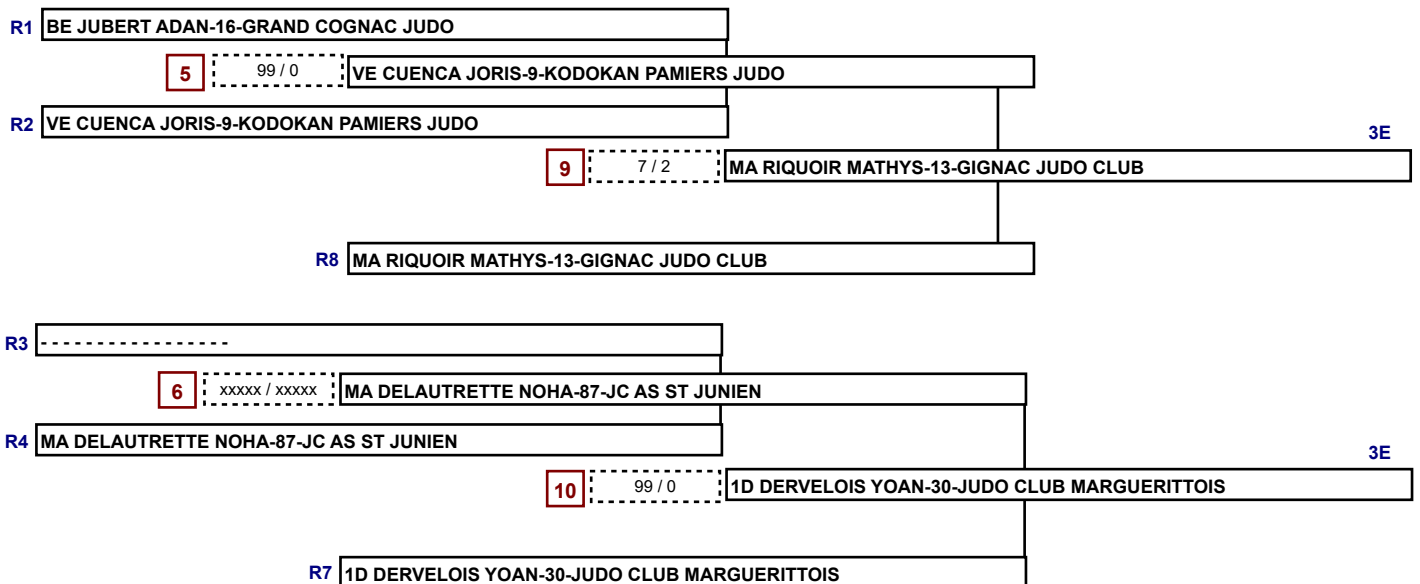 R1 BE JUBERT ADAN-16-GRAND COGNAC JUDO
5 99 / 0 VE CUENCA JORIS-9-KODOKAN PAMIERS JUDO
R2 VE CUENCA JORIS-9-KODOKAN PAMIERS JUDO
3E
9 7 / 2 MA RIQUOIR MATHYS-13-GIGNAC JUDO CLUB
R8 MA RIQUOIR MATHYS-13-GIGNAC JUDO CLUB
R3 - - - - - - - - - - - - - - - - -
6 xxxxx / xxxxx MA DELAUTRETTE NOHA-87-JC AS ST JUNIEN
R4 MA DELAUTRETTE NOHA-87-JC AS ST JUNIEN
3E
10 99 / 0 1D DERVELOIS YOAN-30-JUDO CLUB MARGUERITTOIS
R7 1D DERVELOIS YOAN-30-JUDO CLUB MARGUERITTOIS